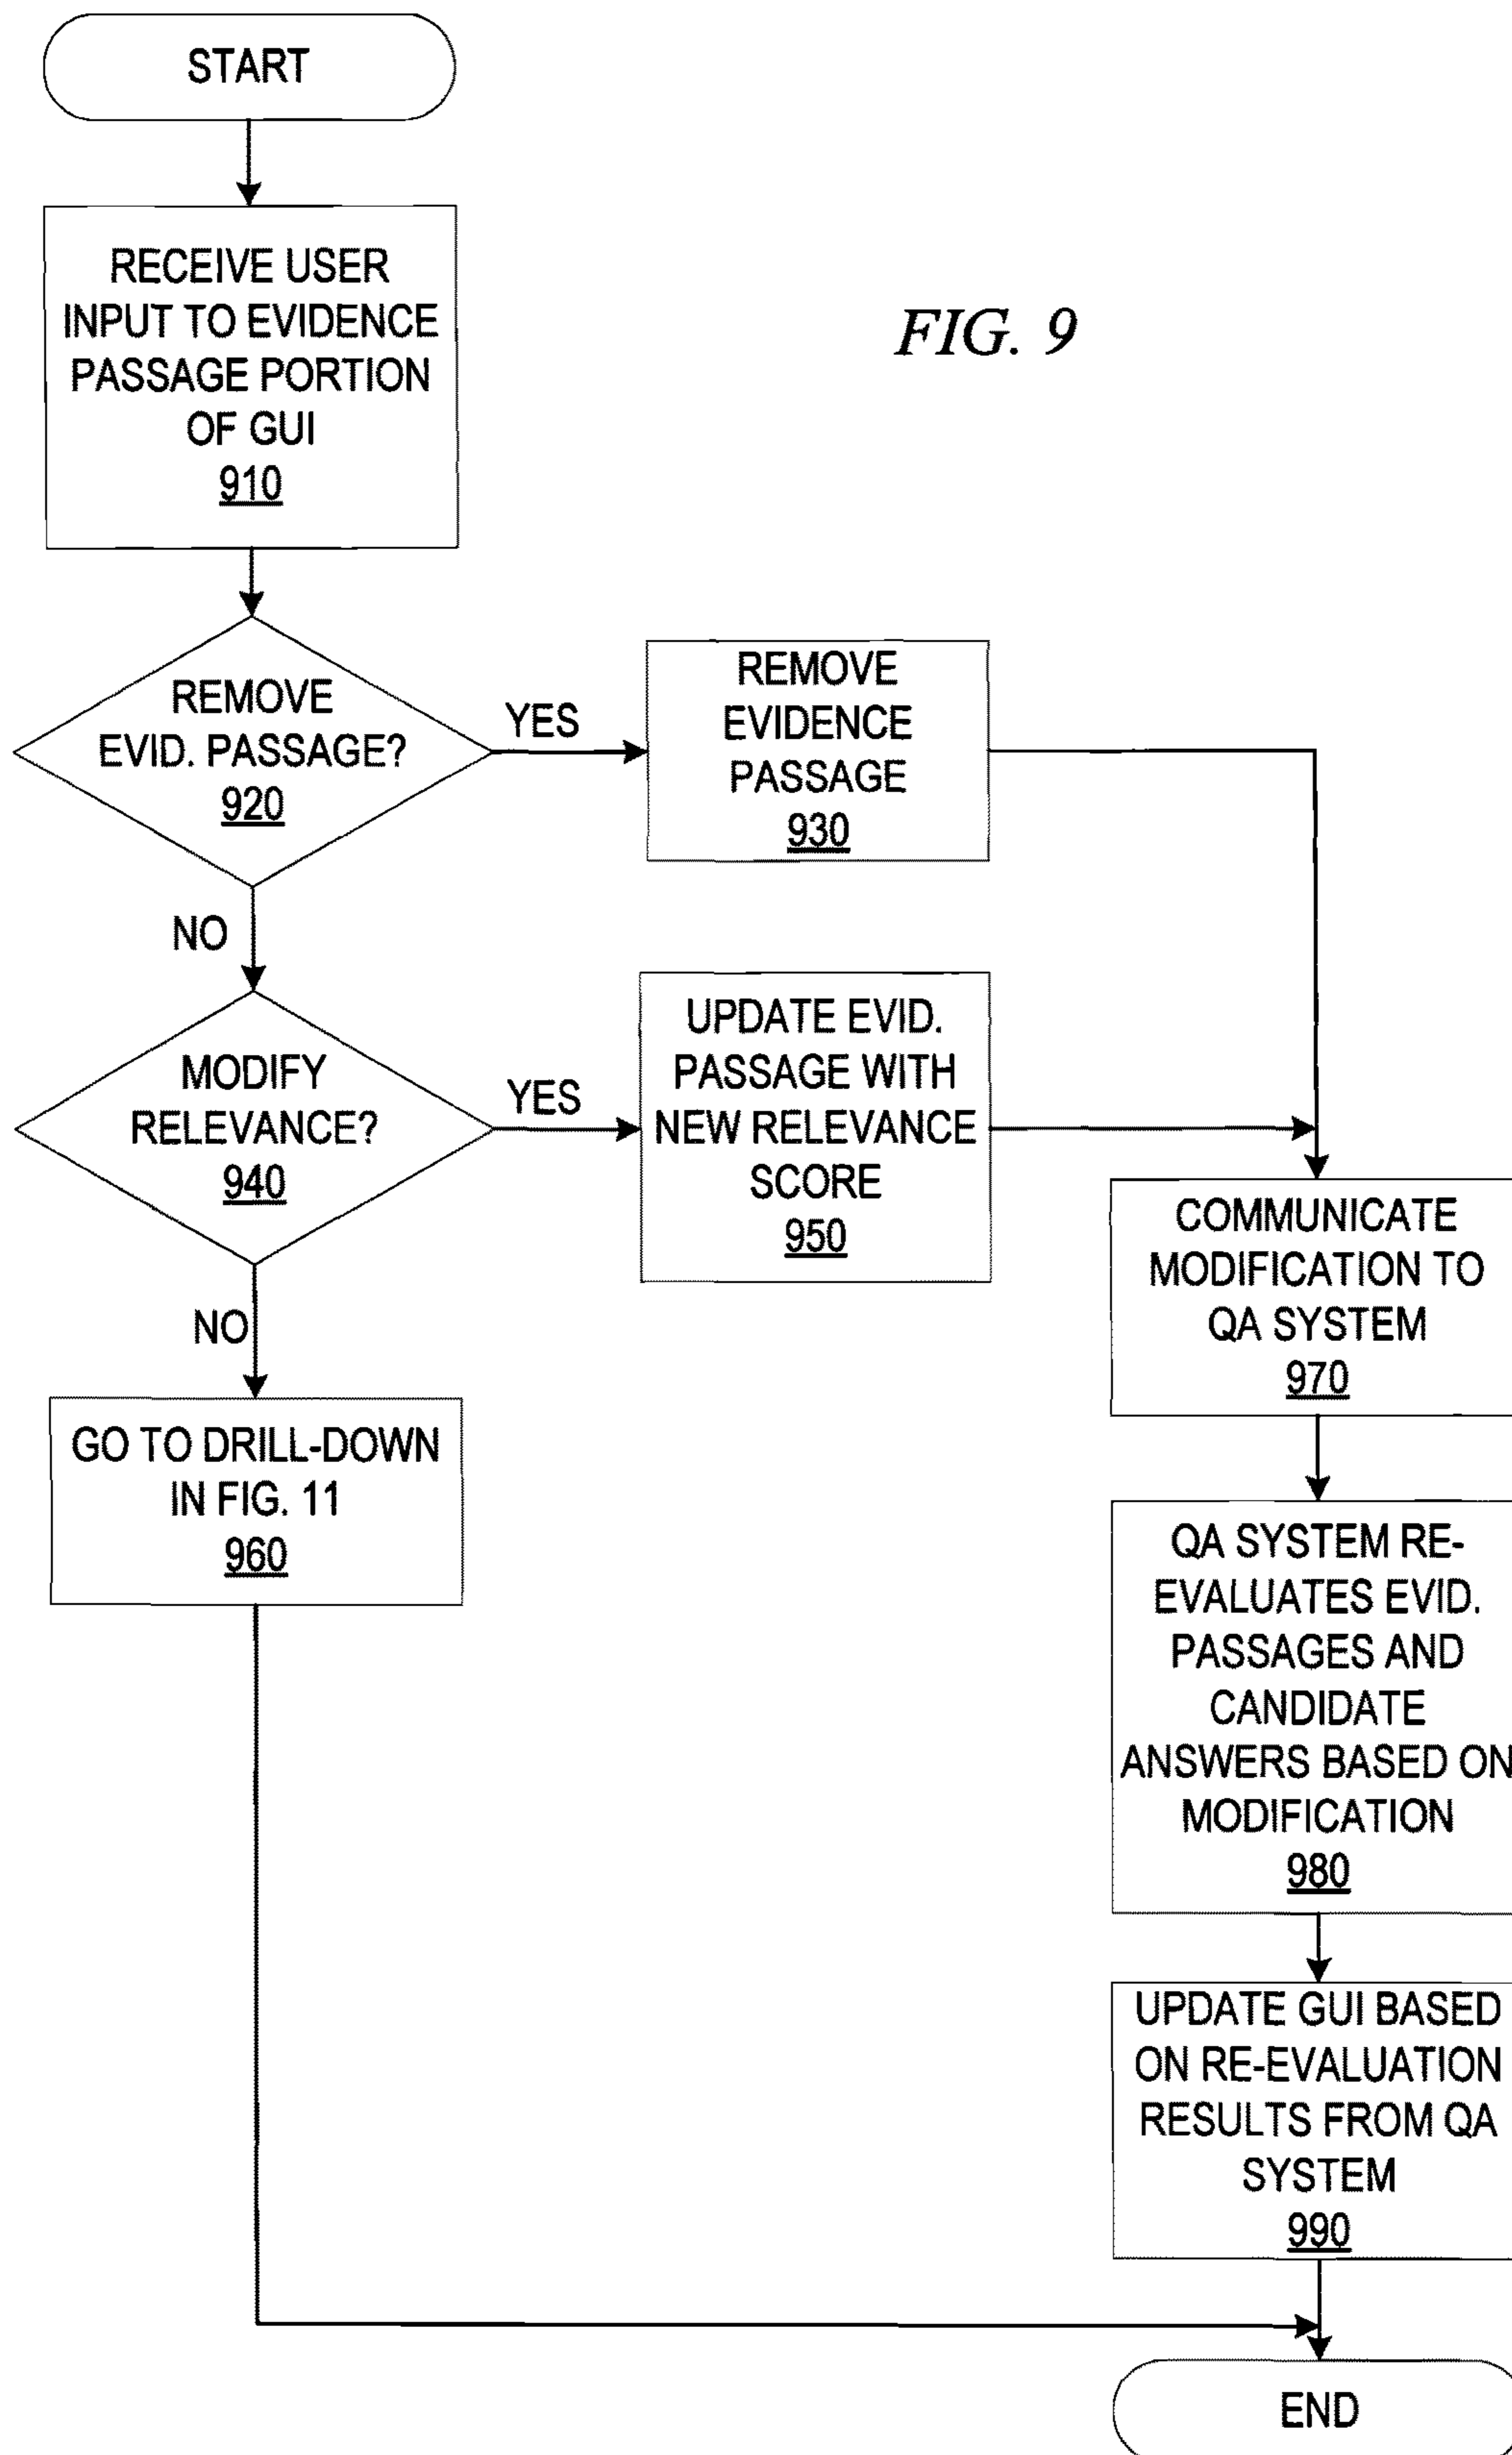 START
RECEIVE USER
INPUT TO EVIDENCE
PASSAGE PORTION
OF GUI
910
FIG. 9
REMOVE
EVID. PASSAGE?
920
YES
REMOVE
EVIDENCE
PASSAGE
930
NO
MODIFY
RELEVANCE?
940
YES
UPDATE EVID.
PASSAGE WITH
NEW RELEVANCE
SCORE
950
NO
GO TO DRILL-DOWN
IN FIG. 11
960
COMMUNICATE
MODIFICATION TO
QA SYSTEM
970
QA SYSTEM RE-
EVALUATES EVID.
PASSAGES AND
CANDIDATE
ANSWERS BASED ON
MODIFICATION
980
UPDATE GUI BASED
ON RE-EVALUATION
RESULTS FROM QA
SYSTEM
990
END